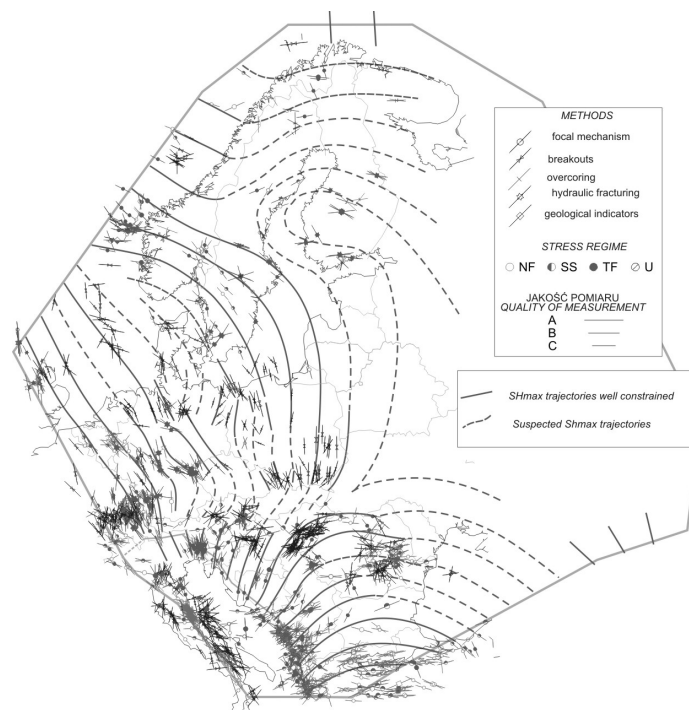 METHODS
focal mechanism
breakouts
overcoring
hydraulic fracturing
geological indicators
STRESS REGIME
NF SS TF U
JAKOŚĆ POMIARU
QUALITY OF MEASUREMENT
A
B
C
SHmax trajectories well constrained
Suspected Shmax trajectories